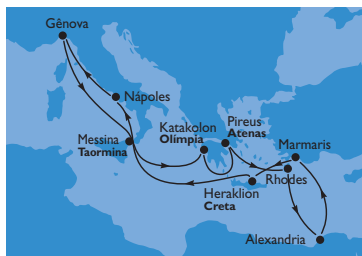 Gênova
Nápoles
Messina
Taormina
Katakolon
Olímpia
Pireus
Atenas
Marmaris
Rhodes
Heraklion
Creta
Alexandria